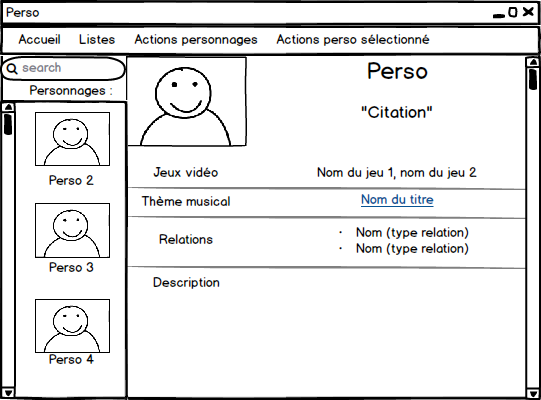 Perso
Accueil Listes Actions personnages Actions perso sélectionné
search
Personnages :
Perso 2
Perso 3
Perso 4
Perso
"Citation"
Jeux vidéo Nom du jeu 1, nom du jeu 2
Thème musical Nom du titre
Relations
· Nom (type relation)
· Nom (type relation)
Description